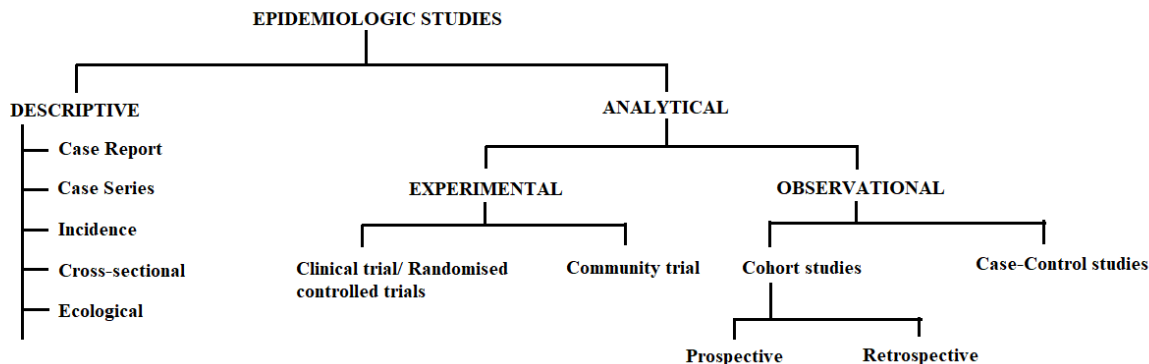 EPIDEMIOLOGIC STUDIES
DESCRIPTIVE
ANALYTICAL
Case Report
Case Series
Incidence
Cross-sectional
Ecological
EXPERIMENTAL
OBSERVATIONAL
Clinical trial/ Randomised
controlled trials
Community trial
Cohort studies
Case-Control studies
Prospective
Retrospective